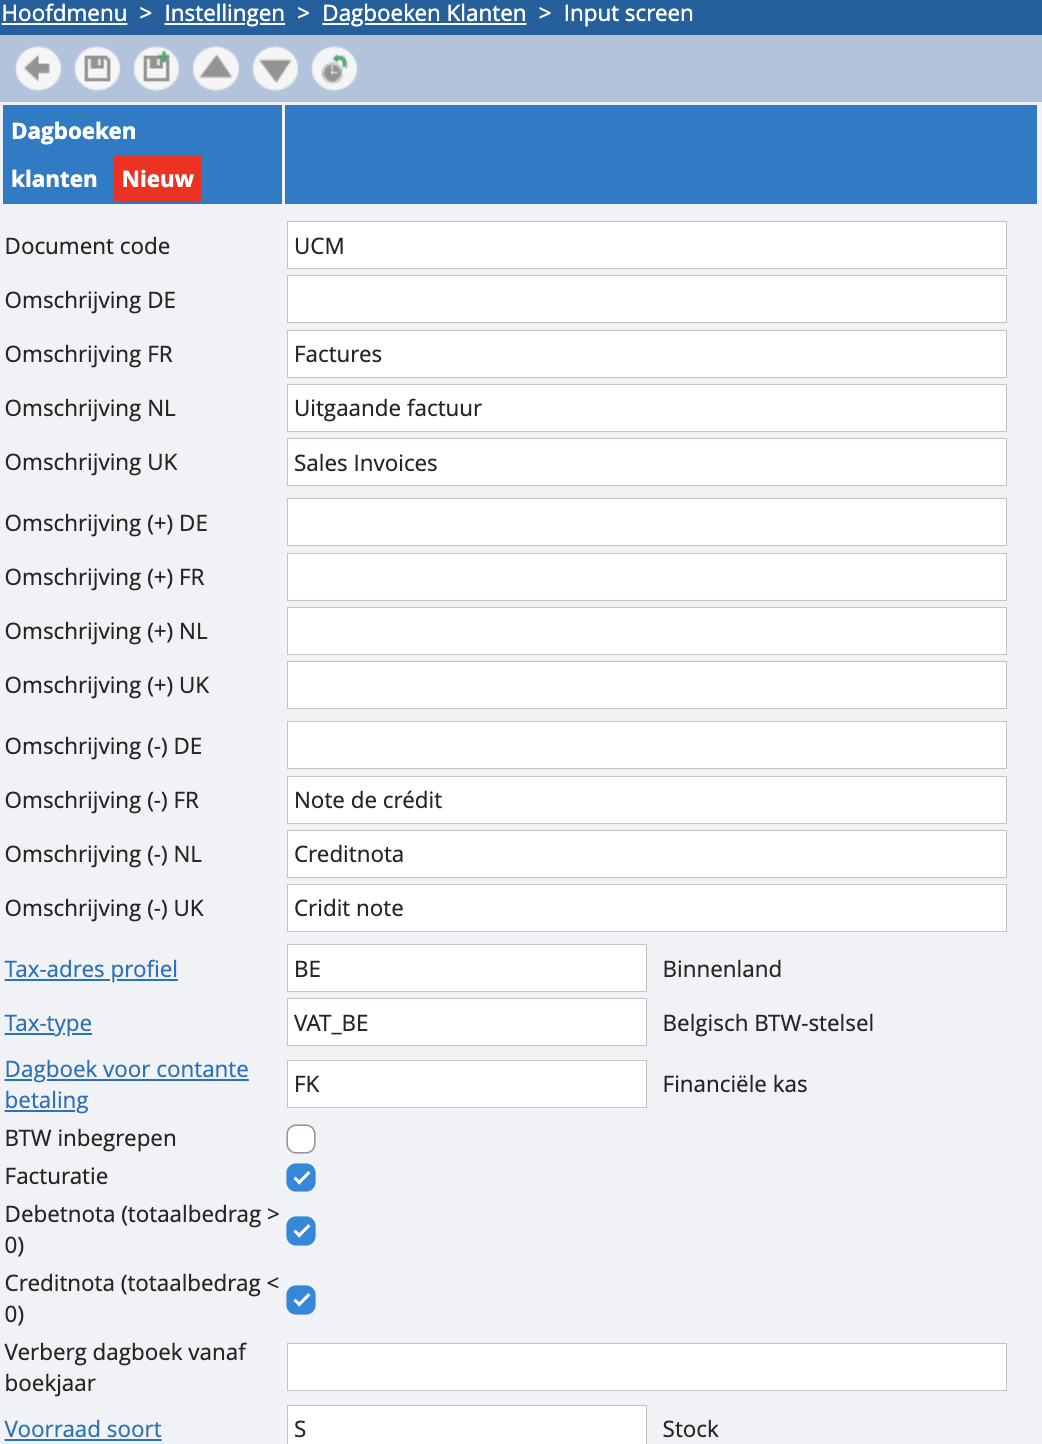 Hoofdmenu > Instellingen > Dagboeken Klanten > Input screen
Dagboeken
klanten Nieuw
Document code UCM
Omschrijving DE
Omschrijving FR Factures
Omschrijving NL Uitgaande factuur
Omschrijving UK Sales Invoices
Omschrijving (+) DE
Omschrijving (+) FR
Omschrijving (+) NL
Omschrijving (+) UK
Omschrijving (-) DE
Omschrijving (-) FR Note de crédit
Omschrijving (-) NL Creditnota
Omschrijving (-) UK Cridit note
Tax-adres profiel BE Binnenland
Tax-type VAT_BE Belgisch BTW-stelsel
Dagboek voor contante
betaling FK Financiële kas
BTW inbegrepen
Facturatie
Debetnota (totaalbedrag >
0)
Creditnota (totaalbedrag <
0)
Verberg dagboek vanaf
boekjaar
Voorraad soort S Stock